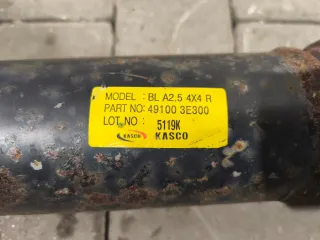 MODEL : BL A2.5 4X4 R
PART NO: 49100 3E300
LOT NO : 5119K
KASCO KASCO